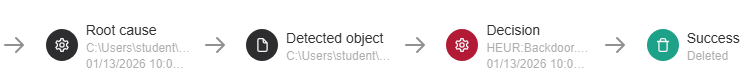 Root cause
C:\Users\student\...
01/13/2026 10:0...
Detected object
C:\Users\student\...
Decision
HEUR:Backdoor....
01/13/2026 10:0...
Success
Deleted